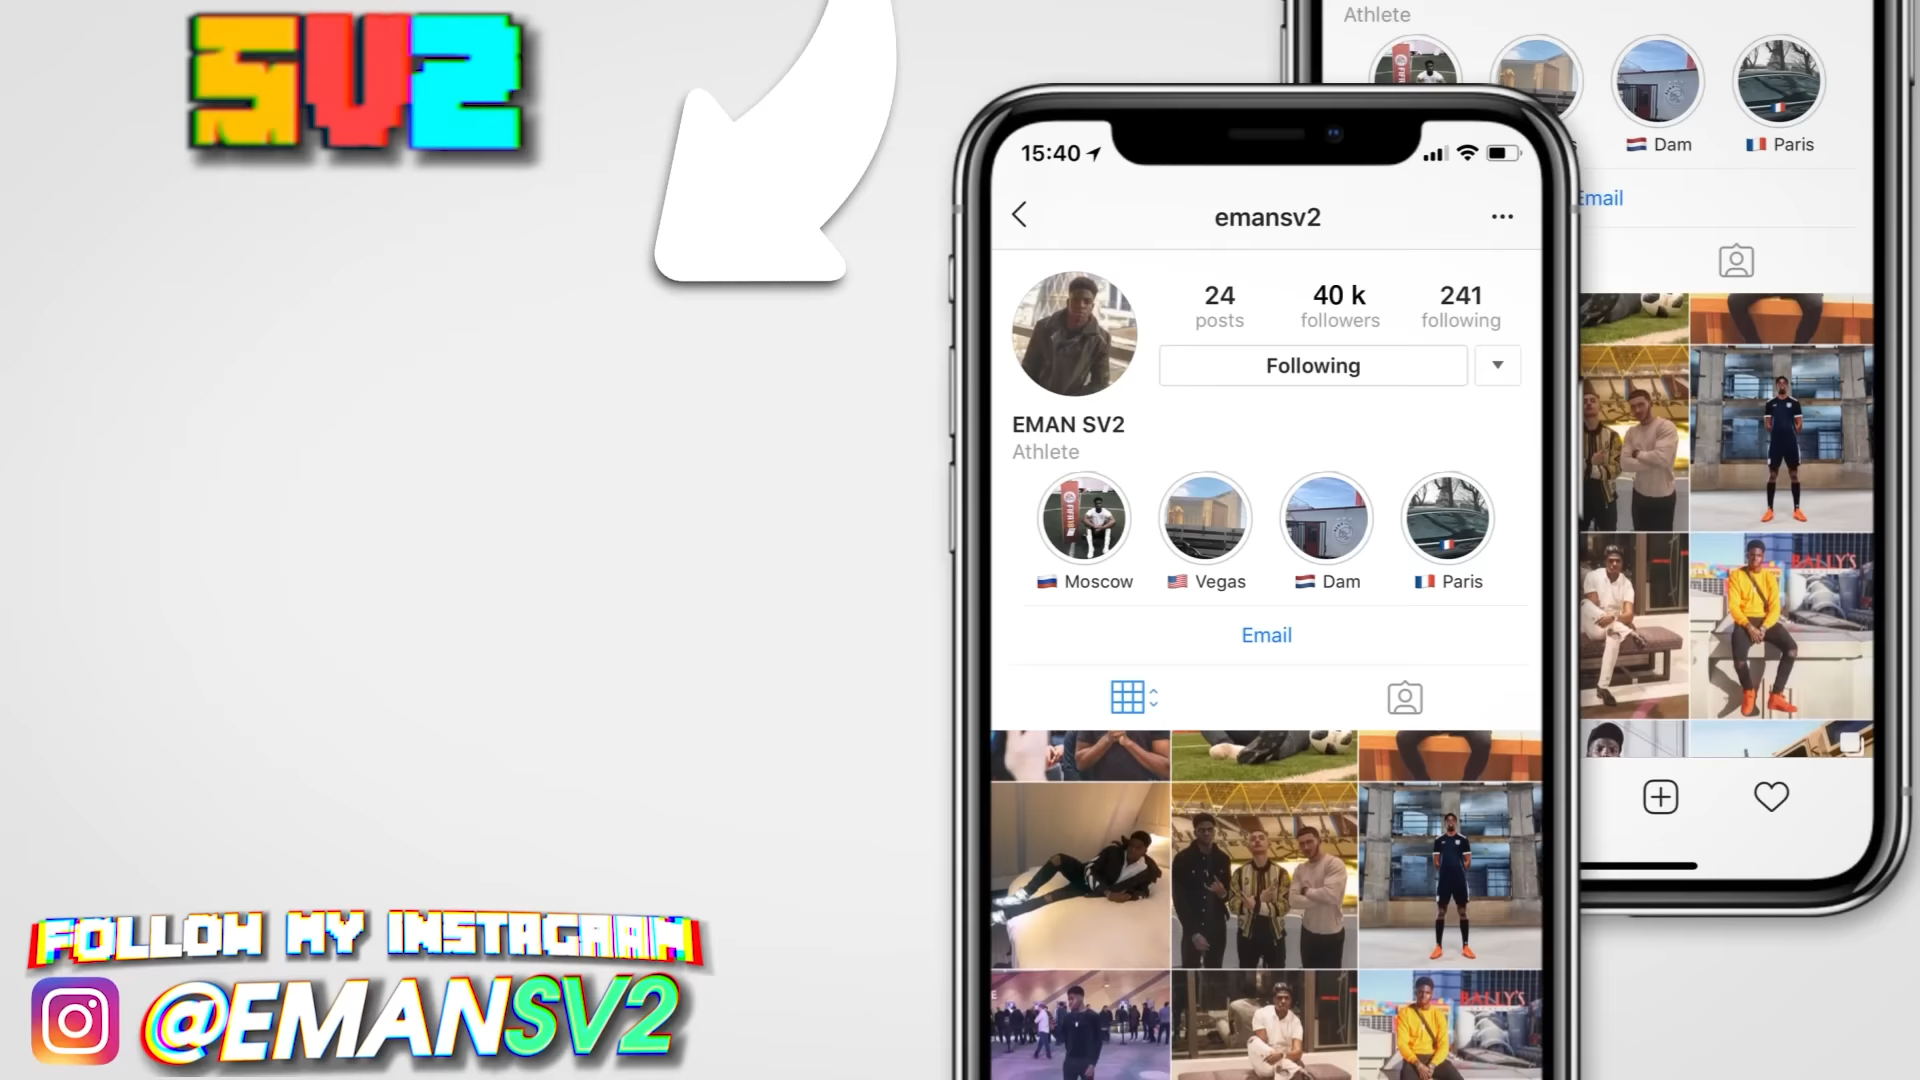 SV2
FOLLOW MY INSTAGRAM
@EMANSV2
15:40
emansv2
24
posts
40 k
followers
241
following
Following
EMAN SV2
Athlete
Moscow
Vegas
Dam
Paris
Email
FIFA18
BALLY'S
Athlete
Dam
Paris
Email
BALLY'S